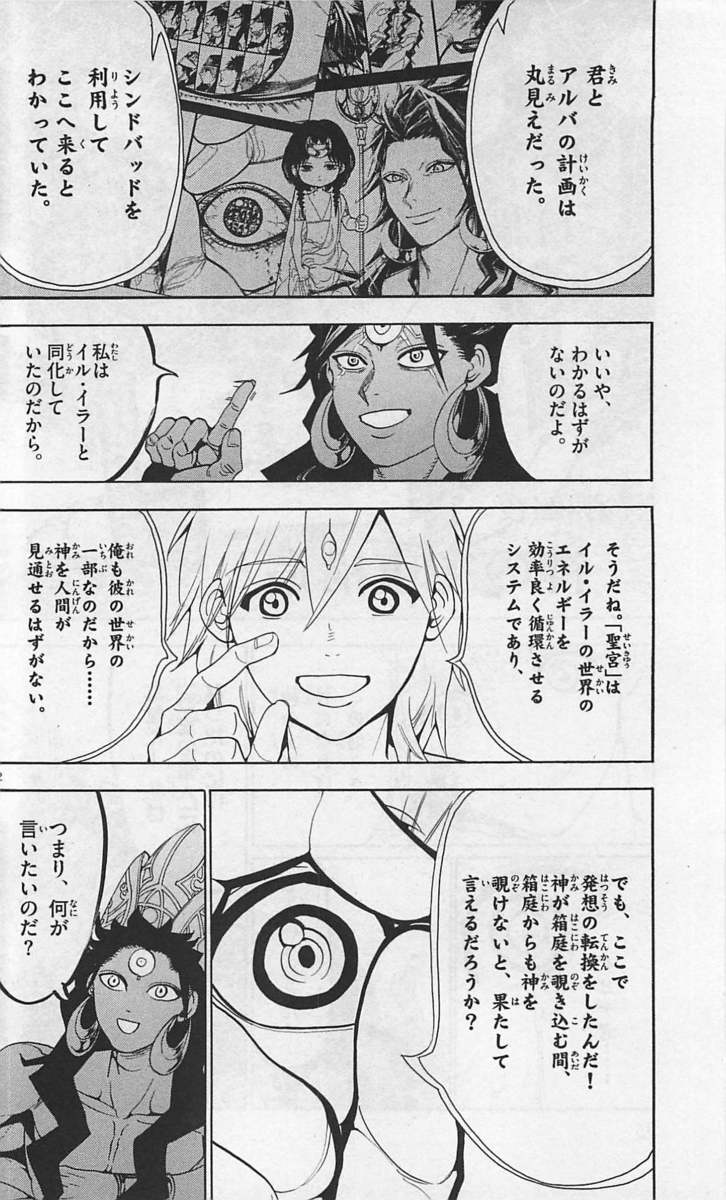 君と
アルバの計画は
丸見えだった。
シンドバッドを
利用して
ここへ来ると
わかっていた。
いいや、
わかるはずが
ないのだよ。
私は
イル・イラーと
同化して
いたのだから。
そうだね。「聖宮」は
イル・イラーの世界の
エネルギーを
効率良く循環させる
システムであり、
俺も彼の世界の
一部なのだから……
神を人間が
見通せるはずがない。
でも、ここで
発想の転換をしたんだ！
神が箱庭を覗き込む間、
箱庭からも神を
覗けないと、果たして
言えるだろうか？
つまり、何が
言いたいのだ？